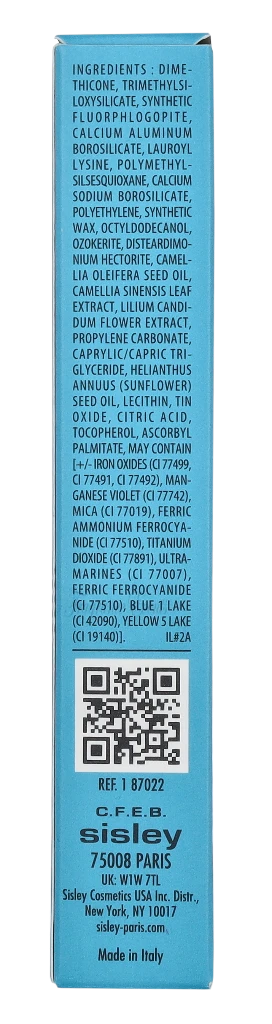 INGREDIENTS : DIME-
THICONE, TRIMETHYLSI-
LOXYSILICATE, SYNTHETIC
FLUORPHLOGOPITE,
CALCIUM ALUMINUM
BOROSILICATE, LAUROYL
LYSINE, POLYMETHYL-
SILSESQUIOXANE, CALCIUM
SODIUM BOROSILICATE,
POLYETHYLENE, SYNTHETIC
WAX, OCTYLDODECANOL,
OZOKERITE, DISTEARDIMO-
NIUM HECTORITE, CAMEL-
LIA OLEIFERA SEED OIL,
CAMELLIA SINENSIS LEAF
EXTRACT, LILIUM CANDI-
DUM FLOWER EXTRACT,
PROPYLENE CARBONATE,
CAPRYLIC/CAPRIC TRI-
GLYCERIDE, HELIANTHUS
ANNUUS (SUNFLOWER)
SEED OIL, LECITHIN, TIN
OXIDE, CITRIC ACID,
TOCOPHEROL, ASCORBYL
PALMITATE, MAY CONTAIN
[+/- IRON OXIDES (CI 77499,
CI 77491, CI 77492), MAN-
GANESE VIOLET (CI 77742),
MICA (CI 77019), FERRIC
AMMONIUM FERROCYA-
NIDE (CI 77510), TITANIUM
DIOXIDE (CI 77891), ULTRA-
MARINES (CI 77007),
FERRIC FERROCYANIDE
(CI 77510), BLUE 1 LAKE
(CI 42090), YELLOW 5 LAKE
(CI 19140)]. IL#2A
REF. 1 87022
C.F.E.B.
sisley
75008 PARIS
UK: W1W 7TL
Sisley Cosmetics USA Inc. Distr.,
New York, NY 10017
sisley-paris.com
Made in Italy